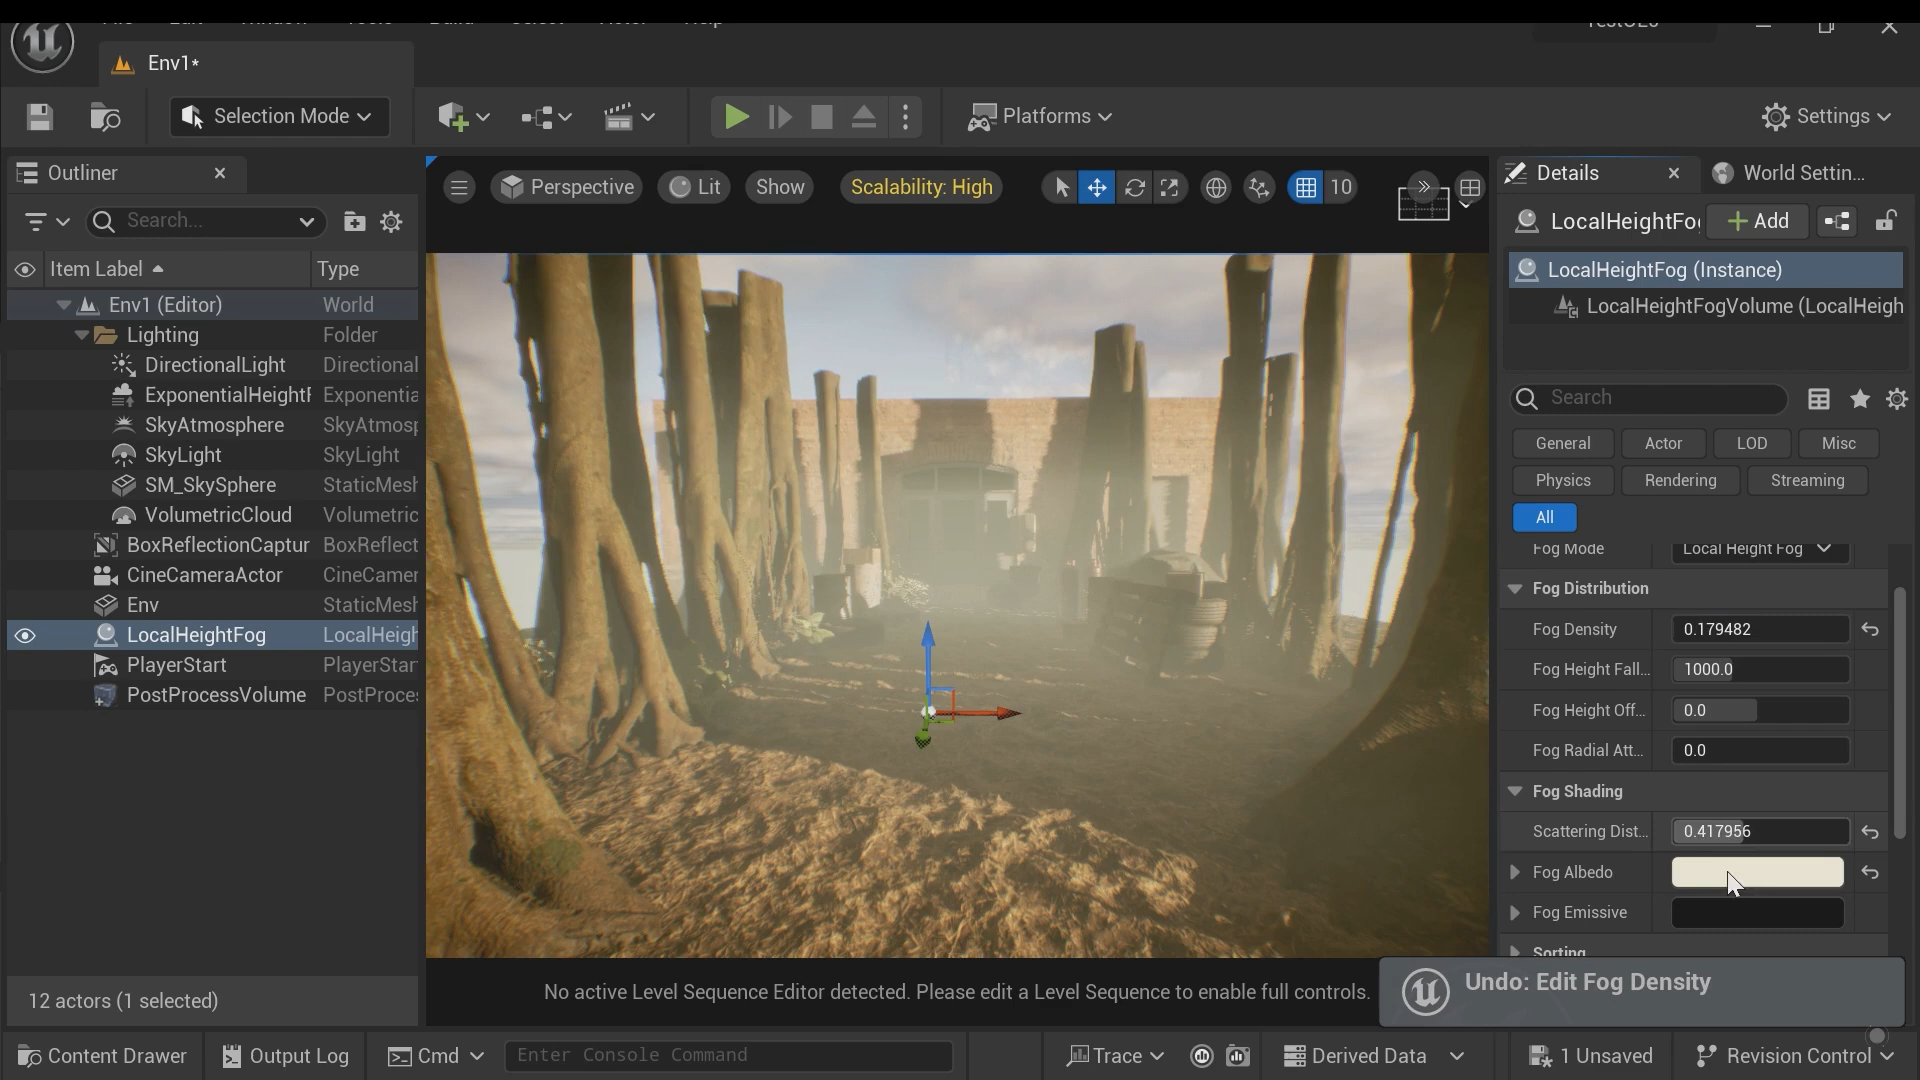 Env1*
Selection Mode
Platforms
Settings
Outliner
Search...
Item Label
Type
Env1 (Editor)
World
Lighting
Folder
DirectionalLight
Directional
ExponentialHeightF
Exponentia
SkyAtmosphere
SkyAtmosp
SkyLight
SkyLight
SM_SkySphere
StaticMesh
VolumetricCloud
Volumetric
BoxReflectionCaptur
BoxReflect
CineCameraActor
CineCamer
Env
StaticMesh
LocalHeightFog
LocalHeigh
PlayerStart
PlayerStar
PostProcessVolume
PostProces
12 actors (1 selected)
Perspective
Lit
Show
Scalability: High
10
No active Level Sequence Editor detected. Please edit a Level Sequence to enable full controls.
Details
World Settin...
LocalHeightFog
Add
LocalHeightFog (Instance)
LocalHeightFogVolume (LocalHeigh
Search
General
Actor
LOD
Misc
Physics
Rendering
Streaming
All
Fog Mode
Local Height Fog
Fog Distribution
Fog Density
0.179482
Fog Height Fall...
1000.0
Fog Height Off...
0.0
Fog Radial Att...
0.0
Fog Shading
Scattering Dist...
0.417956
Fog Albedo
Fog Emissive
Sorting
Undo: Edit Fog Density
Content Drawer
Output Log
Cmd
Enter Console Command
Trace
Derived Data
1 Unsaved
Revision Control